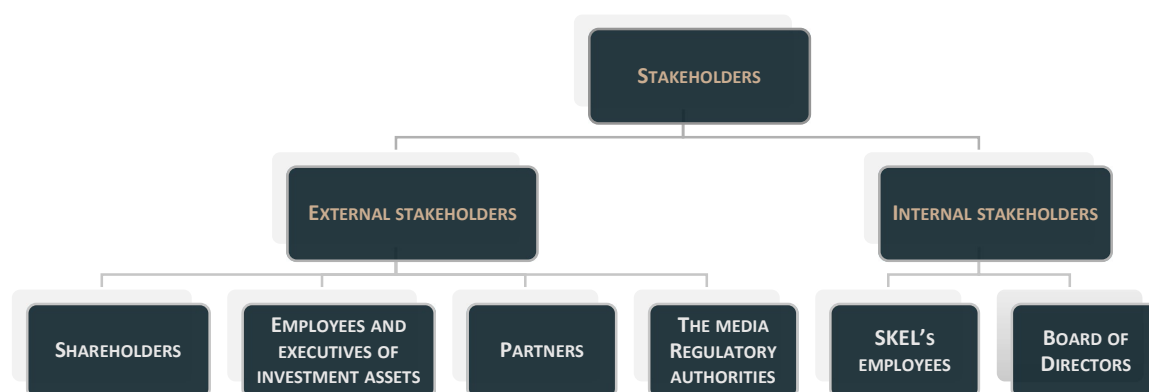 STAKEHOLDERS
EXTERNAL STAKEHOLDERS
INTERNAL STAKEHOLDERS
SHAREHOLDERS
EMPLOYEES AND
EXECUTIVES OF
INVESTMENT ASSETS
PARTNERS
THE MEDIA
REGULATORY
AUTHORITIES
SKEL'S
EMPLOYEES
BOARD OF
DIRECTORS